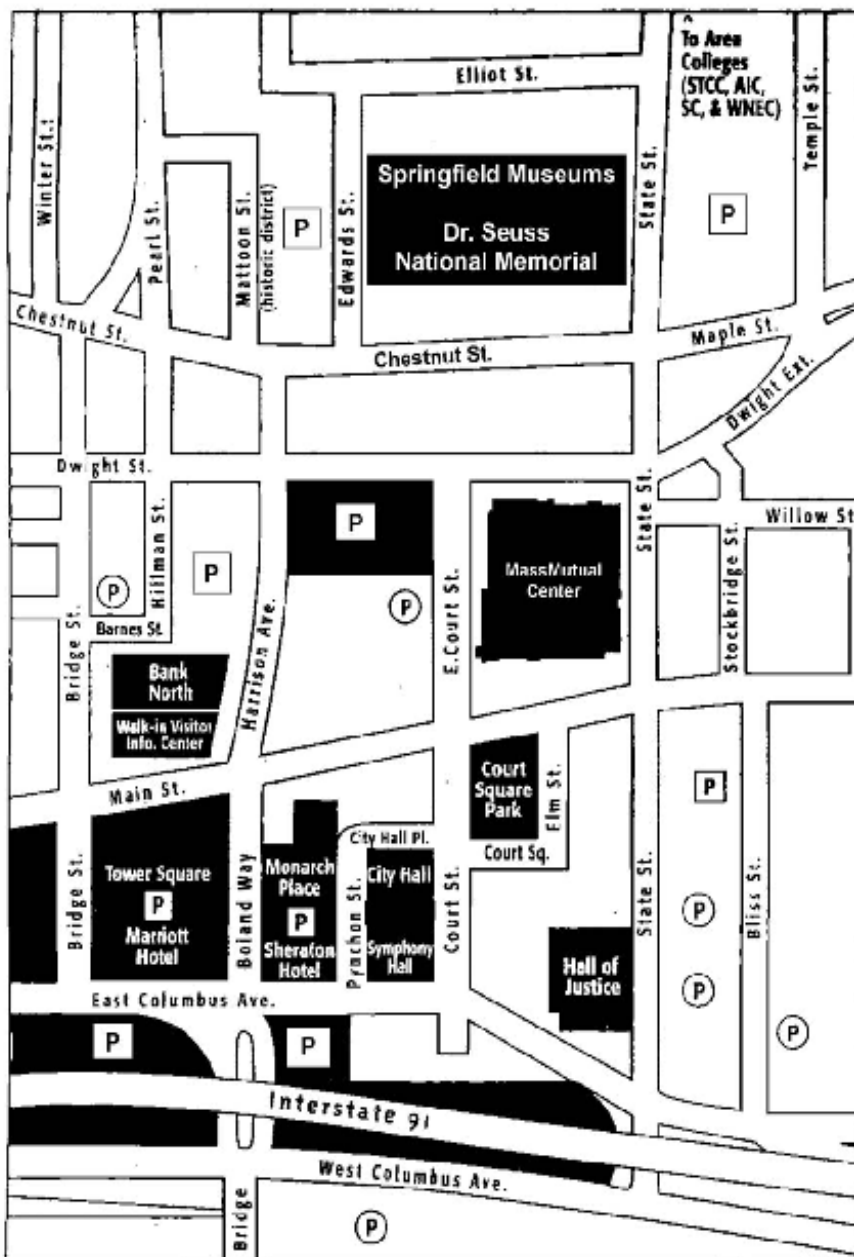 To Area
Colleges
(STCC, AIC,
SC, & WNEC)
Elliot St.
Winter St.:
Pearl St.
Mattoon St.
(historic district)
P
Edwards St.
Springfield Museums
Dr. Seuss
National Memorial
State St.
P
Temple St.
Chestnut St.
Chestnut St.
Maple St.
Dwight Ext.
Dwight St.
Hillman St.
P
P
Barnes St.
Bridge St.
Harrison Ave.
P
P
E.Court St.
MassMutual
Center
State St.
Stockbridge St.
Willow St
Bank
North
Walk-in Visitor
Info. Center
Main St.
Bridge St.
Tower Square
P
Marriott
Hotel
Boland Way
Monarch
Place
P
Sheraton
Hotel
Pynchon St.
City Hall Pl.
City Hall
Symphony
Hall
Court St.
Court
Square
Park
Elm St.
Court Sq.
Hall of
Justice
State St.
P
P
P
Bliss St.
P
East Columbus Ave.
P
P
Interstate 91
West Columbus Ave.
Bridge
P